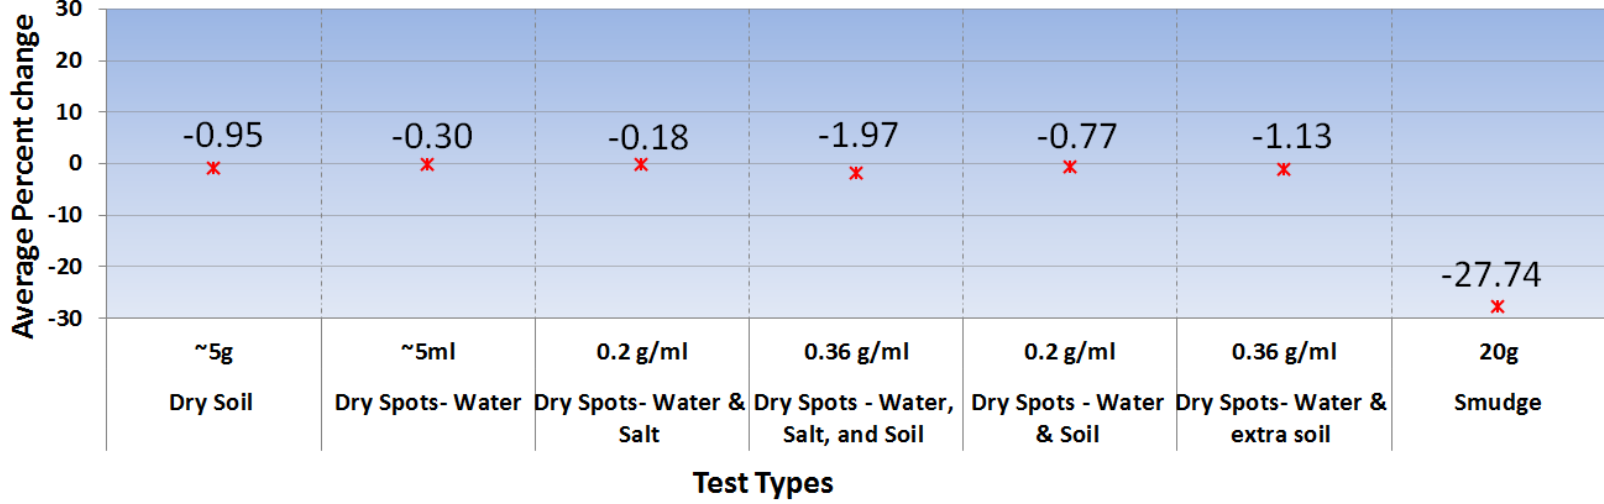 Average Percent change
30
20
10
0
-10
-20
-30
-0.95
-0.30
-0.18
-1.97
-0.77
-1.13
-27.74
~5g
~5ml
0.2 g/ml
0.36 g/ml
0.2 g/ml
0.36 g/ml
20g
Dry Soil
Dry Spots- Water
Dry Spots- Water &
Salt
Dry Spots - Water,
Salt, and Soil
Dry Spots - Water
& Soil
Dry Spots- Water &
extra soil
Smudge
Test Types